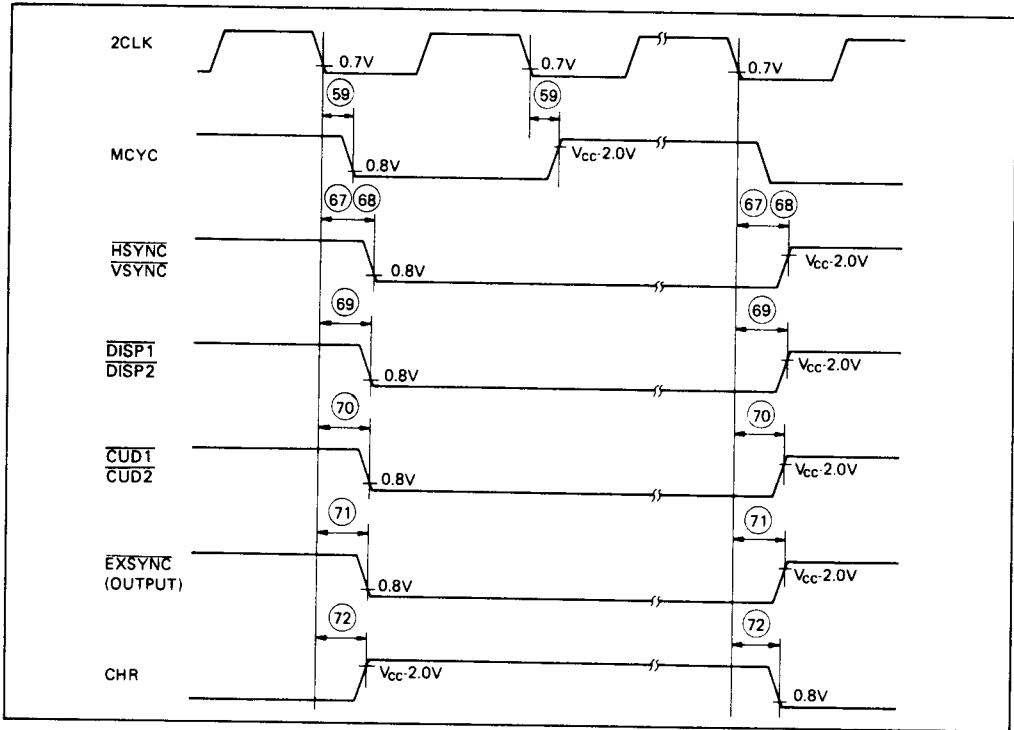 2CLK
0.7V 0.7V 0.7V
59 59
MCYC
0.8V VCC-2.0V
67 68 67 68
HSYNC
VSYNC
0.8V VCC-2.0V
69 69
DISP1
DISP2
0.8V VCC-2.0V
70 70
CUD1
CUD2
0.8V VCC-2.0V
71 71
EXSYNC
(OUTPUT)
0.8V VCC-2.0V
72 72
CHR
VCC-2.0V 0.8V